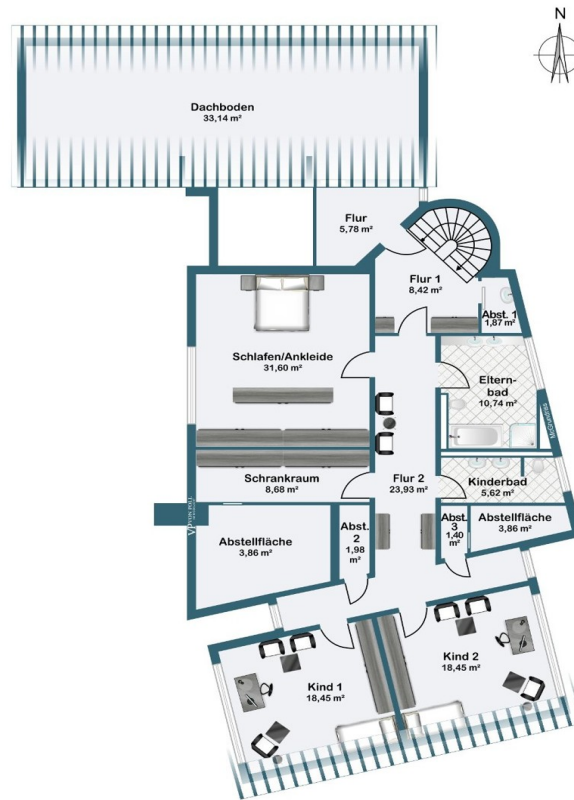 N
Dachboden
33,14 m²
Flur
5,78 m²
Flur 1
8,42 m²
Abst. 1
1,87 m²
Schlafen/Ankleide
31,60 m²
Eltern-
bad
10,74 m²
Schrankraum
8,68 m²
Flur 2
23,93 m²
Kinderbad
5,62 m²
Abstellfläche
3,86 m²
Abst.
2
1,98
m²
Abst.
3
1,40
m²
Abstellfläche
3,86 m²
Kind 1
18,45 m²
Kind 2
18,45 m²